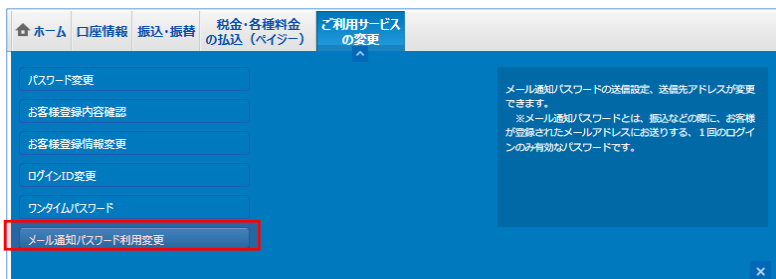 ホーム 口座情報 振込・振替 税金・各種料金 ご利用サービス
の払込（ペイジー） の変更
パスワード変更
お客様登録内容確認
お客様登録情報変更
ログインID変更
ワンタイムパスワード
メール通知パスワード利用変更
メール通知パスワードの送信設定、送信先アドレスが変更
できます。
※メール通知パスワードとは、振込などの際に、お客様
が登録されたメールアドレスにお送りする、1回のログイ
ンのみ有効なパスワードです。